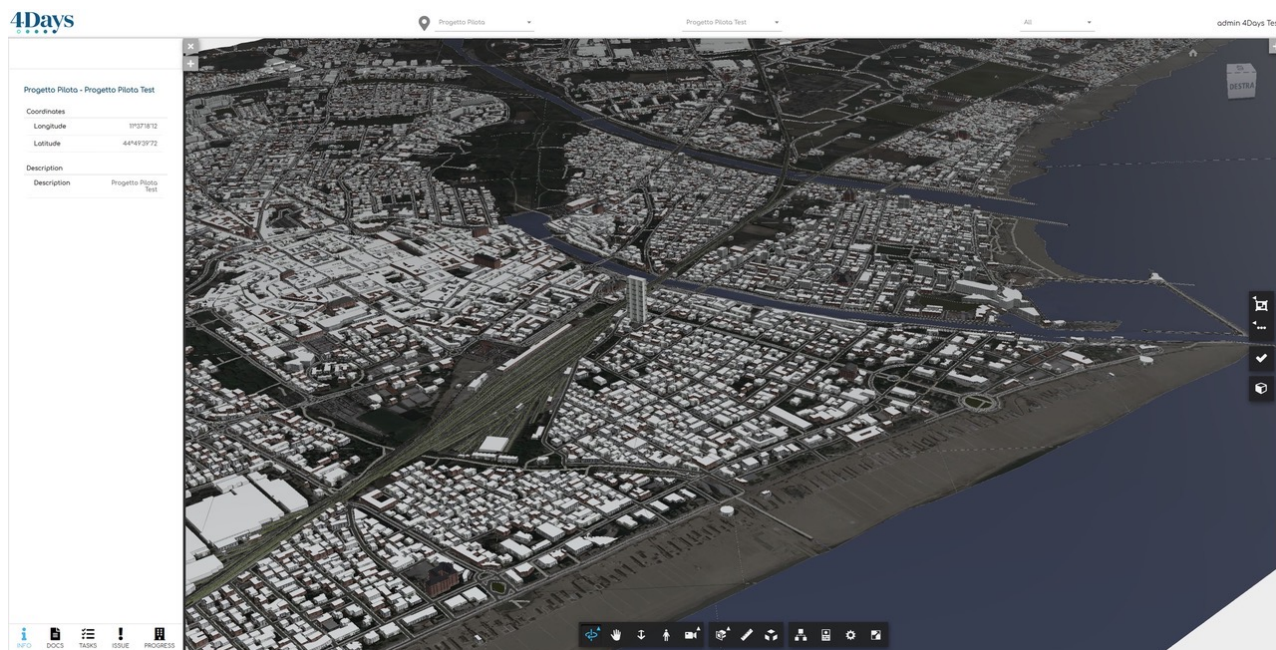 4Days
Progetto Pilota
Progetto Pilota Test
All
admin 4Days Tes
DESTRA
Progetto Pilota - Progetto Pilota Test
Coordinates
Longitude
Latitude
Description
Description Progetto Pilota
Test
INFO DOCS TASKS ISSUE PROGRESS